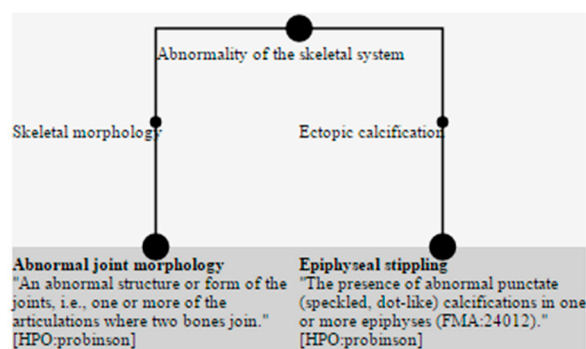 Abnormality of the skeletal system
Skeletal morphology
Ectopic calcification
Abnormal joint morphology
"An abnormal structure or form of the
joints, i.e., one or more of the
articulations where two bones join."
[HPO:probinson]
Epiphyseal stippling
"The presence of abnormal punctate
(speckled, dot-like) calcifications in one
or more epiphyses (FMA:24012)."
[HPO:probinson]